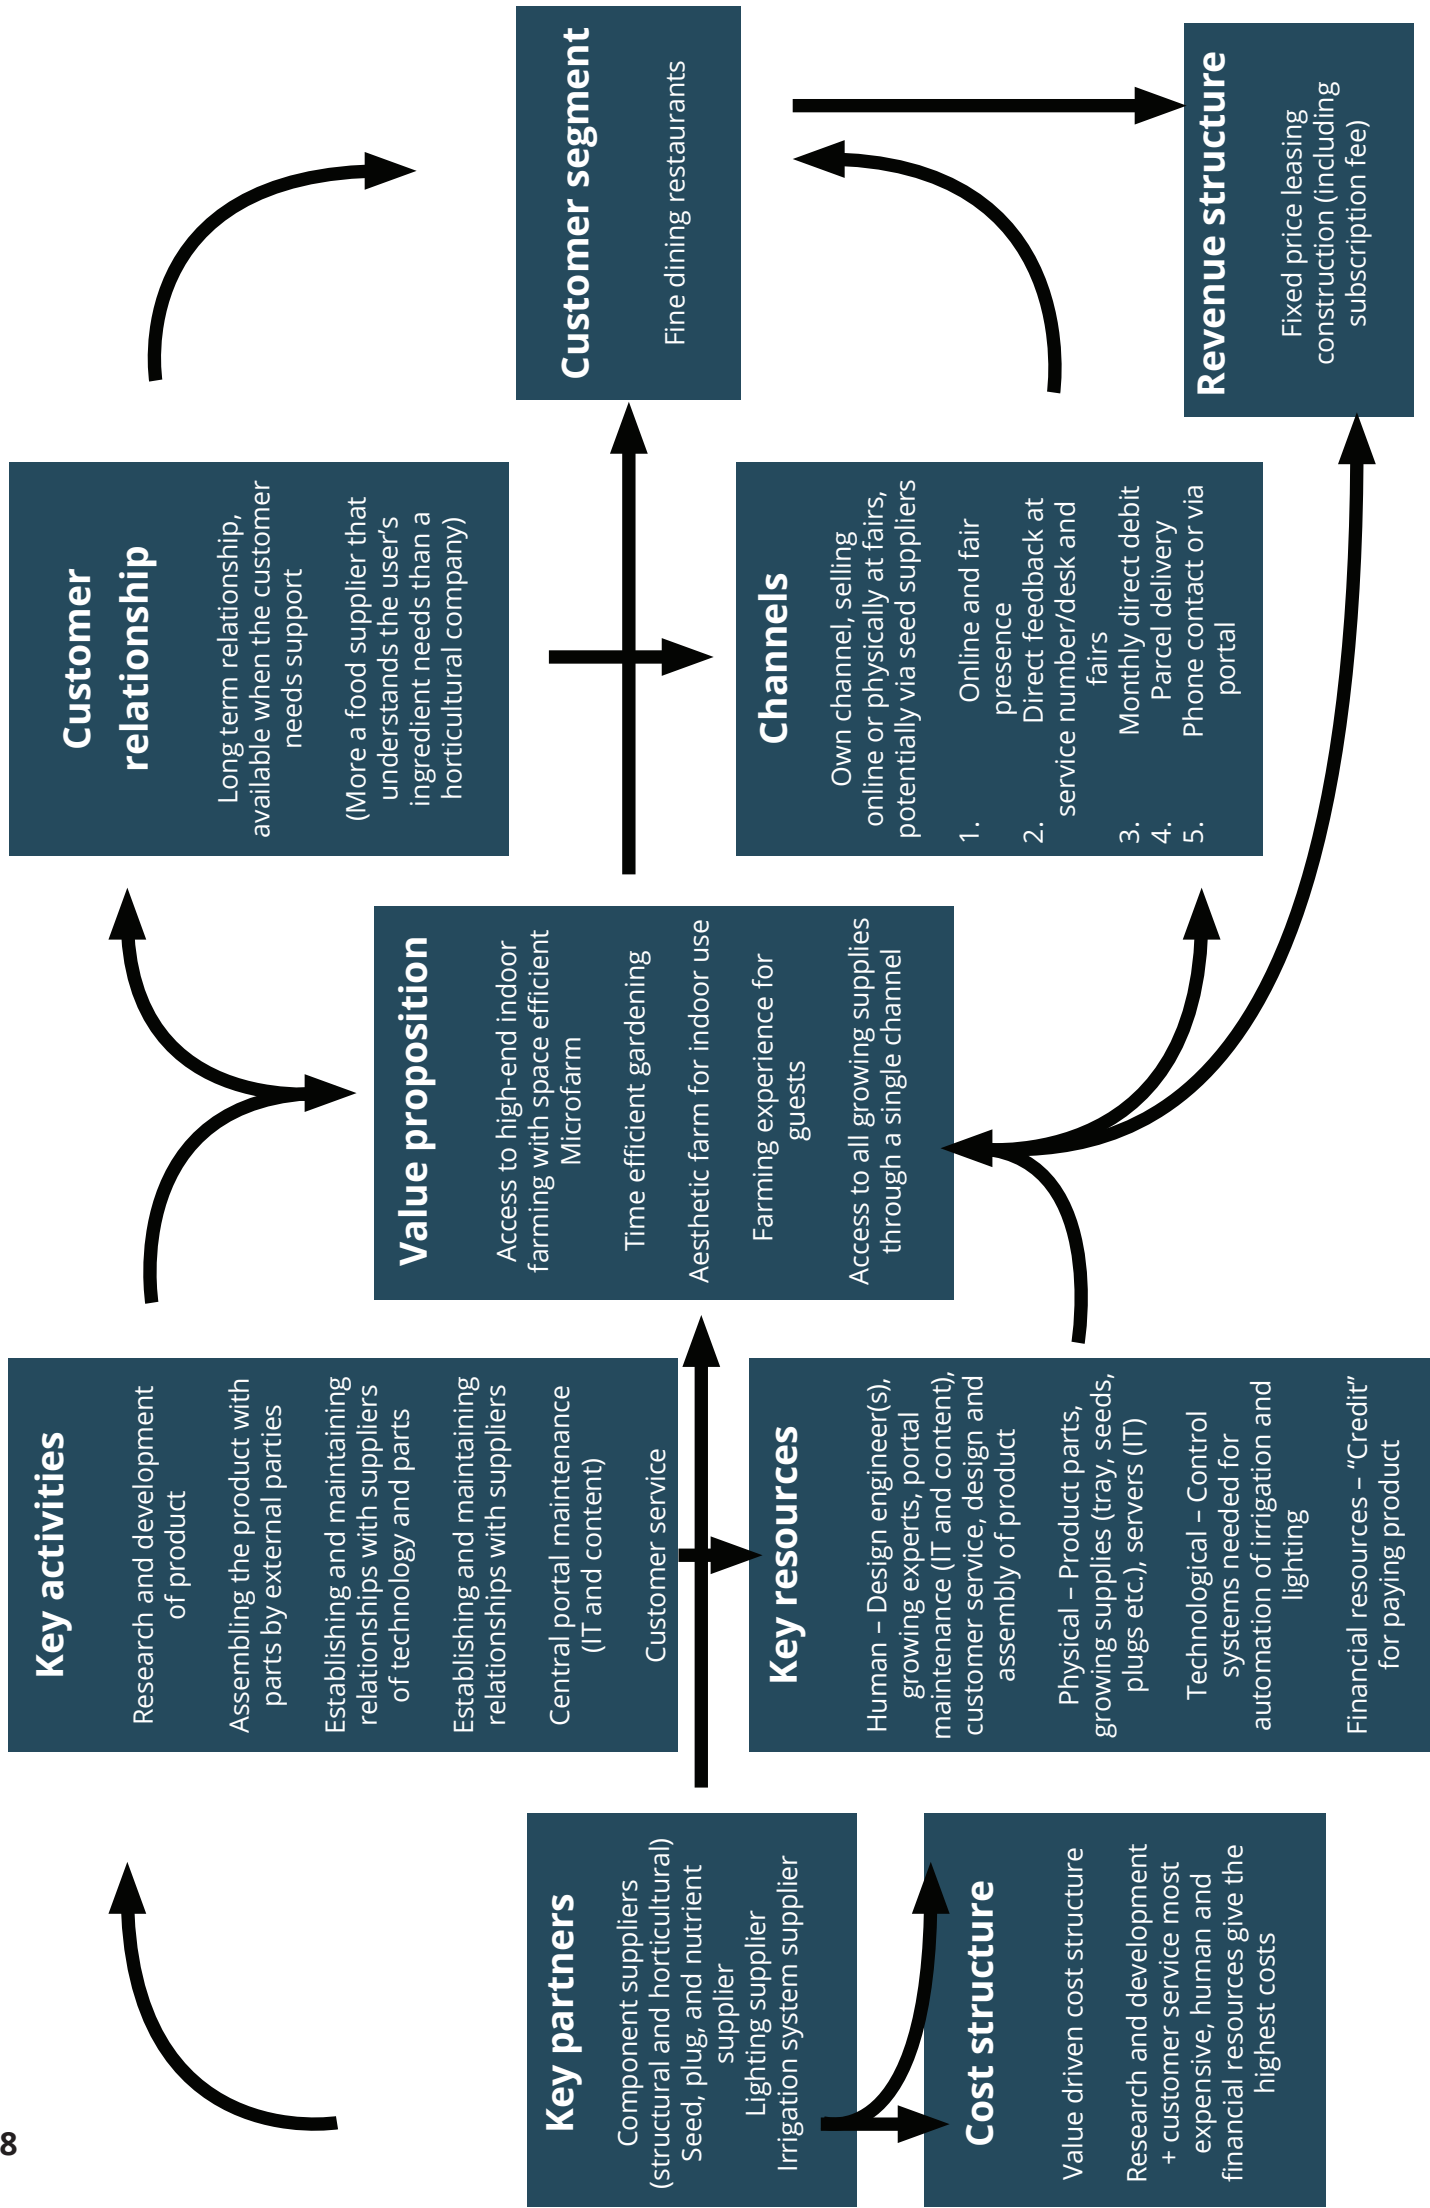 8
Key partners
Component suppliers
(structural and horticultural)
Seed, plug, and nutrient
supplier
Lighting supplier
Irrigation system supplier
Cost structure
Value driven cost structure
Research and development
+ customer service most
expensive, human and
financial resources give the
highest costs
Key activities
Research and development
of product
Assembling the product with
parts by external parties
Establishing and maintaining
relationships with suppliers
of technology and parts
Establishing and maintaining
relationships with suppliers
Central portal maintenance
(IT and content)
Customer service
Key resources
Human – Design engineer(s),
growing experts, portal
maintenance (IT and content),
customer service, design and
assembly of product
Physical – Product parts,
growing supplies (tray, seeds,
plugs etc.), servers (IT)
Technological – Control
systems needed for
automation of irrigation and
lighting
Financial resources – “Credit”
for paying product
Value proposition
Access to high-end indoor
farming with space efficient
Microfarm
Time efficient gardening
Aesthetic farm for indoor use
Farming experience for
guests
Access to all growing supplies
through a single channel
Customer
relationship
Long term relationship,
available when the customer
needs support
(More a food supplier that
understands the user’s
ingredient needs than a
horticultural company)
Channels
Own channel, selling
online or physically at fairs,
potentially via seed suppliers
1. Online and fair
presence
2. Direct feedback at
service number/desk and
fairs
3. Monthly direct debit
4. Parcel delivery
5. Phone contact or via
portal
Customer segment
Fine dining restaurants
Revenue structure
Fixed price leasing
construction (including
subscription fee)